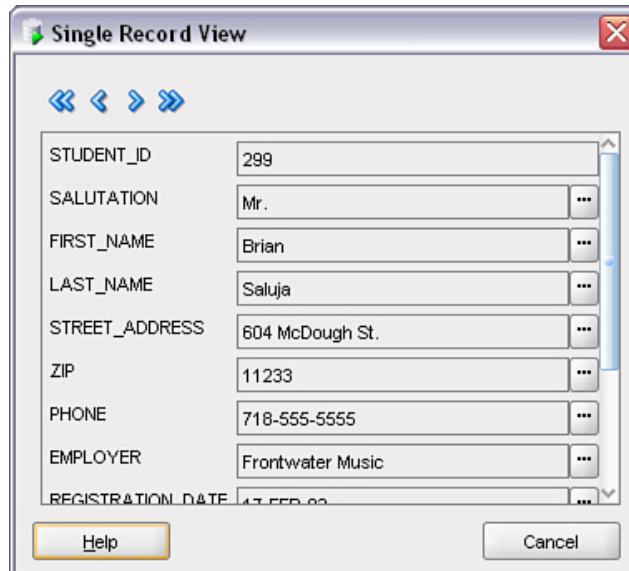 Single Record View
STUDENT_ID 299
SALUTATION Mr. ...
FIRST_NAME Brian ...
LAST_NAME Saluja ...
STREET_ADDRESS 604 McDough St. ...
ZIP 11233 ...
PHONE 718-555-5555 ...
EMPLOYER Frontwater Music ...
REGISTRATION_DATE
Help Cancel